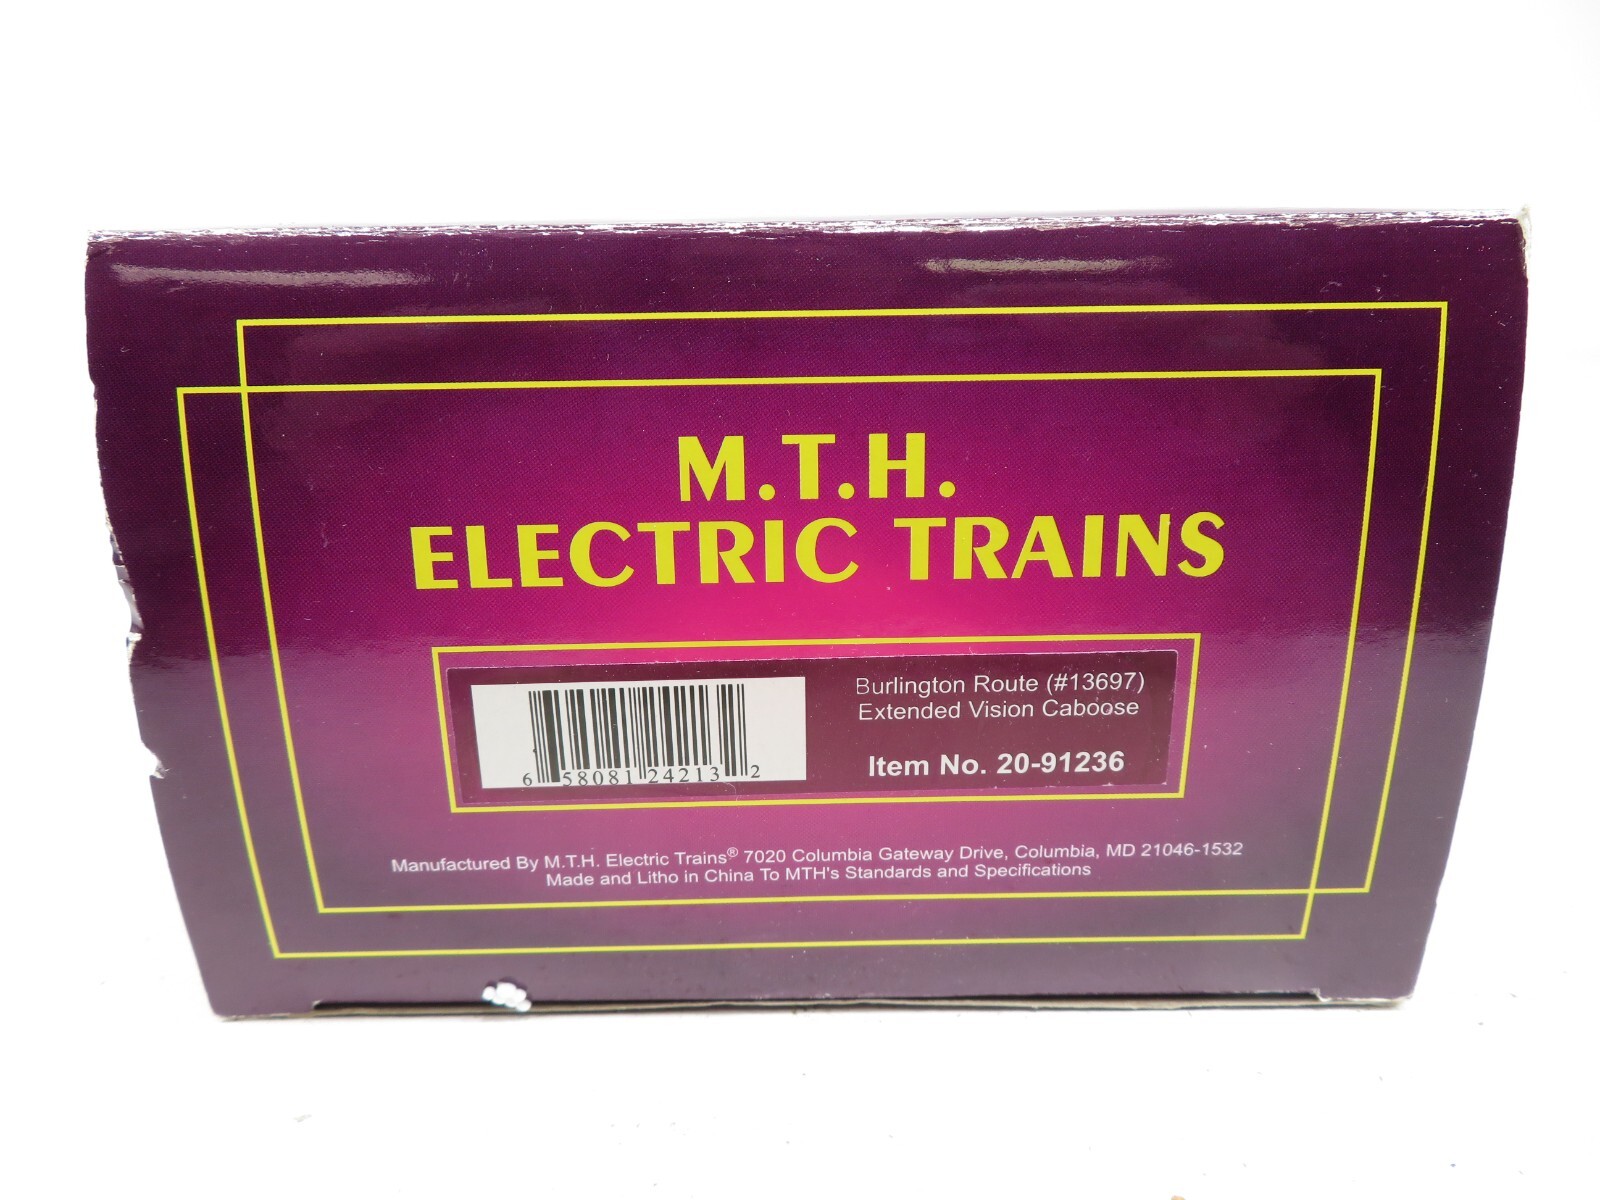 M.T.H.
ELECTRIC TRAINS
Burlington Route (#13697)
Extended Vision Caboose
Item No. 20-91236
6 58081 24213 2
Manufactured By M.T.H. Electric Trains® 7020 Columbia Gateway Drive, Columbia, MD 21046-1532
Made and Litho in China To MTH's Standards and Specifications